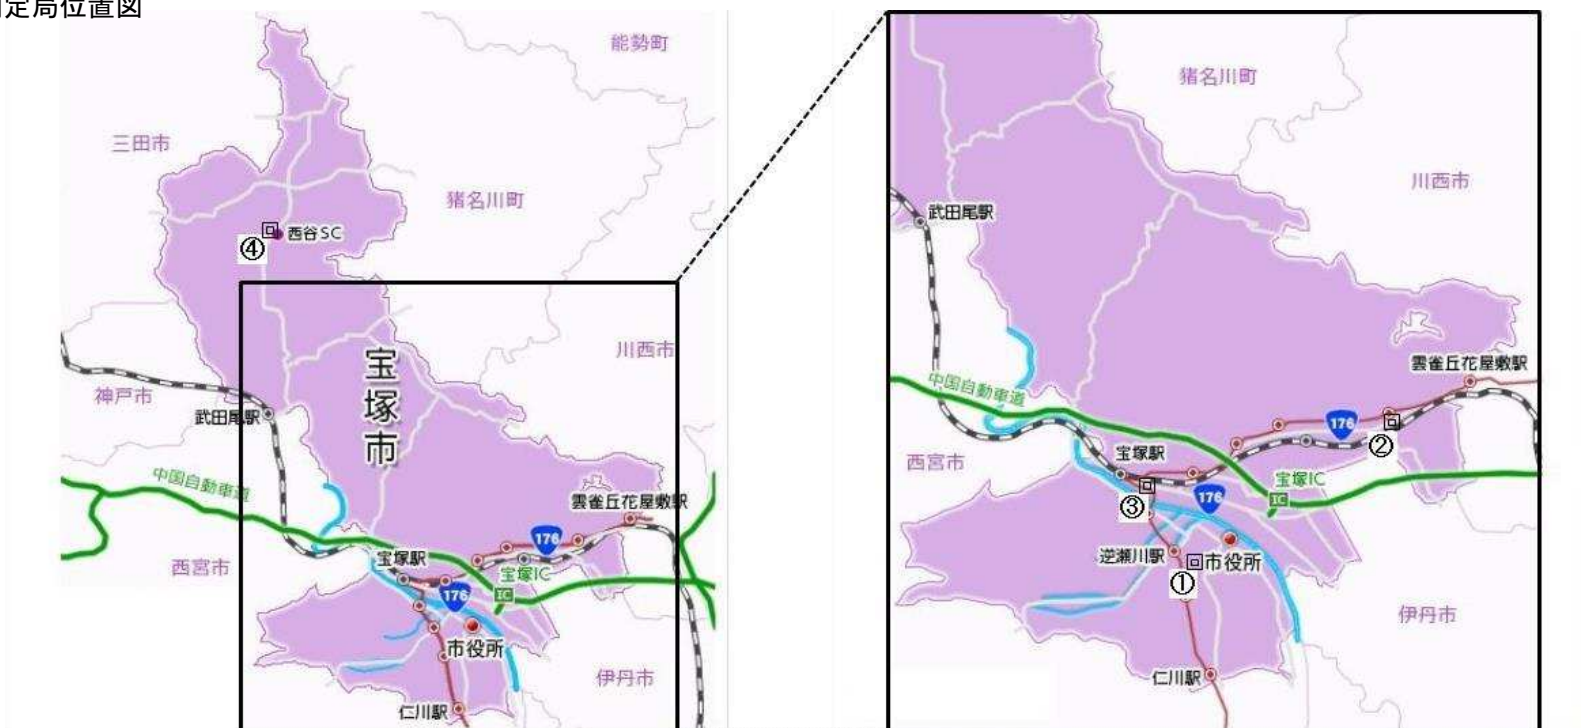 定局位置図
能勢町
三田市
猪名川町
西谷SC
④
川西市
宝塚市
神戸市
武田尾駅
中国自動車道
雲雀丘花屋敷駅
176
西宮市
宝塚駅
宝塚IC
IC
176
市役所
伊丹市
仁川駅
猪名川町
川西市
武田尾駅
雲雀丘花屋敷駅
中国自動車道
176
②
西宮市
宝塚駅
宝塚IC
IC
176
③
逆瀬川駅
市役所
①
伊丹市
仁川駅